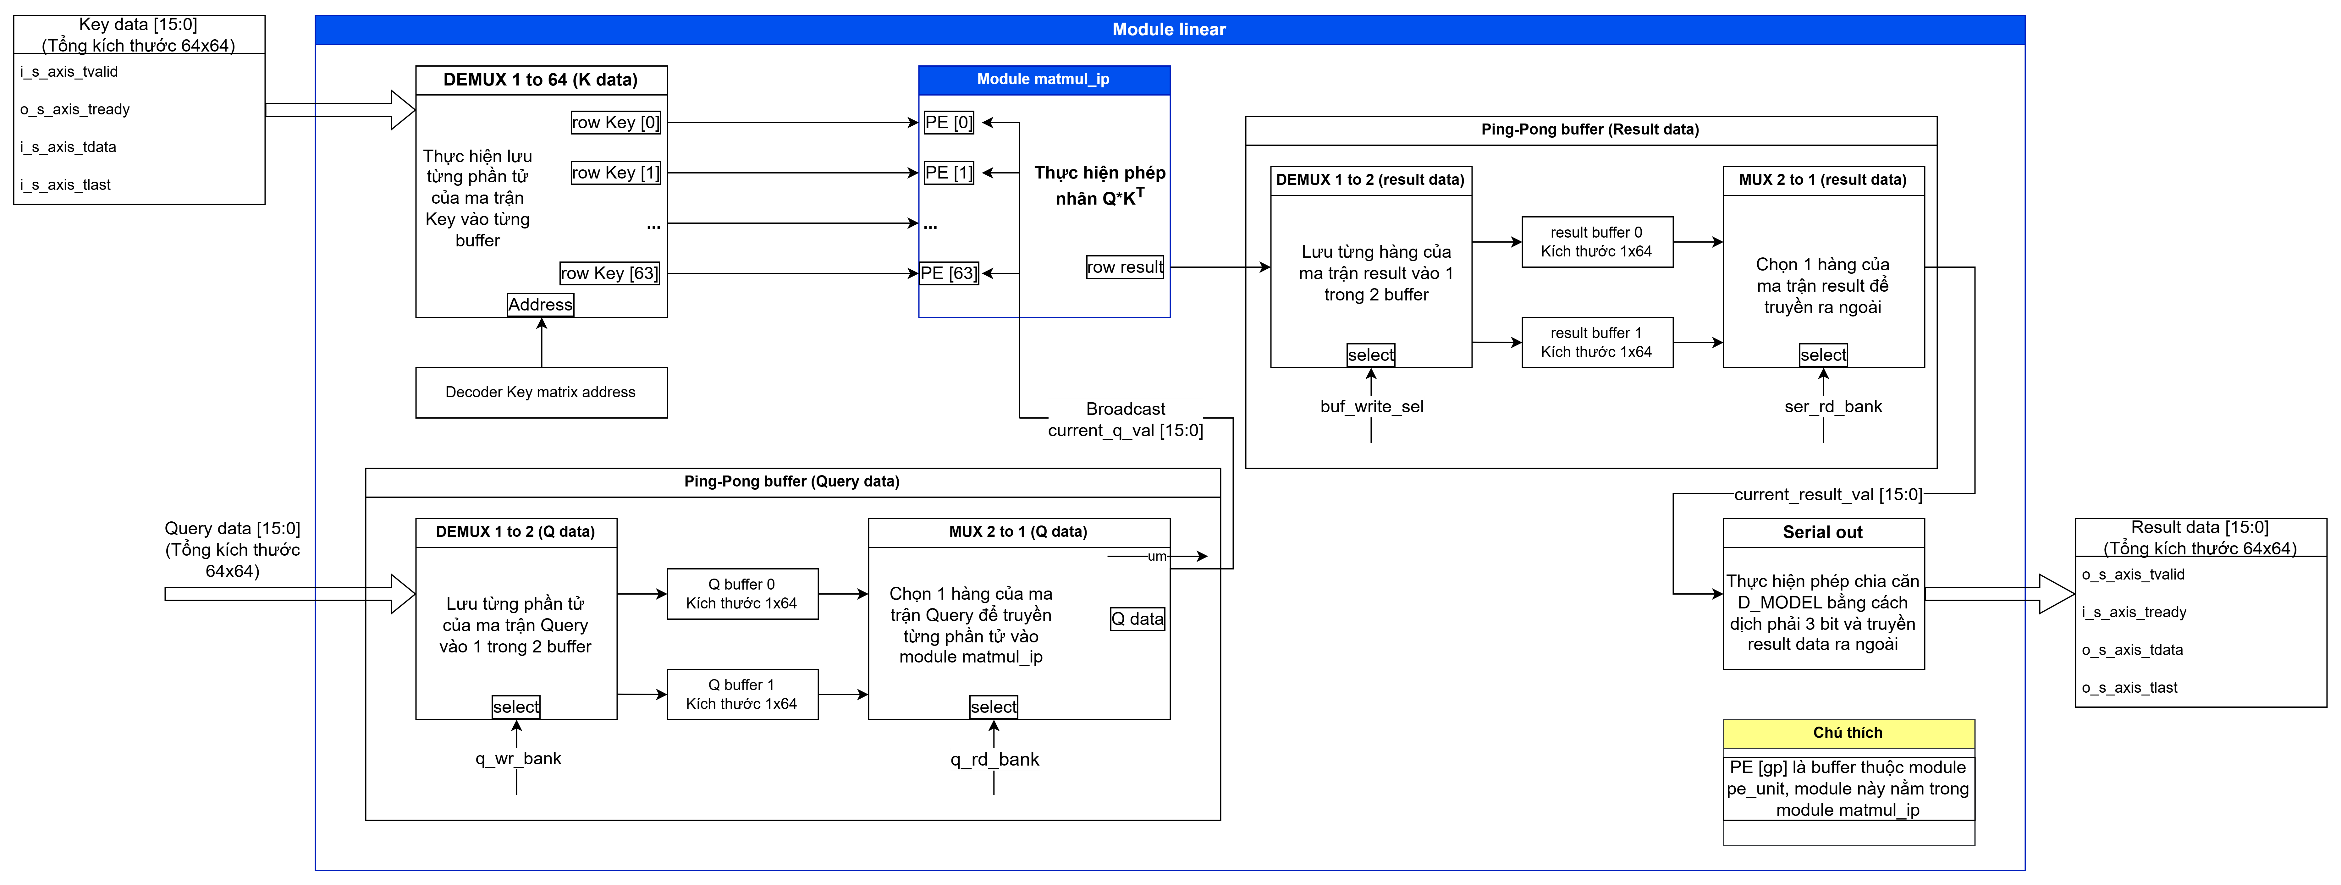 Key data [15:0]
(Tổng kích thước 64x64)
i_s_axis_tvalid
o_s_axis_tready
i_s_axis_tdata
i_s_axis_tlast
Module linear
DEMUX 1 to 64 (K data)
Thực hiện lưu
từng phần tử
của ma trận
Key vào từng
buffer
row Key [0]
row Key [1]
...
row Key [63]
Address
Decoder Key matrix address
Module matmul_ip
PE [0]
PE [1]
...
PE [63]
Thực hiện phép
nhân Q*K^T
row result
Broadcast
current_q_val [15:0]
Ping-Pong buffer (Result data)
DEMUX 1 to 2 (result data)
Lưu từng hàng của
ma trận result vào 1
trong 2 buffer
select
buf_write_sel
result buffer 0
Kích thước 1x64
result buffer 1
Kích thước 1x64
MUX 2 to 1 (result data)
Chọn 1 hàng của
ma trận result để
truyền ra ngoài
select
ser_rd_bank
Query data [15:0]
(Tổng kích thước
64x64)
Ping-Pong buffer (Query data)
DEMUX 1 to 2 (Q data)
Lưu từng phần tử
của ma trận Query
vào 1 trong 2 buffer
select
q_wr_bank
Q buffer 0
Kích thước 1x64
Q buffer 1
Kích thước 1x64
MUX 2 to 1 (Q data)
um
Chọn 1 hàng của ma
trận Query để truyền
từng phần tử vào
module matmul_ip
Q data
select
q_rd_bank
current_result_val [15:0]
Serial out
Thực hiện phép chia căn
D_MODEL bằng cách
dịch phải 3 bit và truyền
result data ra ngoài
Result data [15:0]
(Tổng kích thước 64x64)
o_s_axis_tvalid
i_s_axis_tready
o_s_axis_tdata
o_s_axis_tlast
Chú thích
PE [gp] là buffer thuộc module
pe_unit, module này nằm trong
module matmul_ip